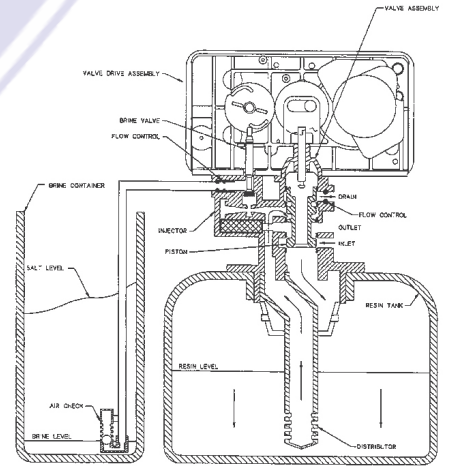 VALVE ASSEMBLY
VALVE DRIVE ASSEMBLY
BRINE VALVE
FLOW CONTROL
BRINE CONTAINER
DRAIN
FLOW CONTROL
INJECTOR
OUTLET
PISTON
INLET
SALT LEVEL
RESIN TANK
RESIN LEVEL
AIR CHECK
BRINE LEVEL
DISTRIBUTOR